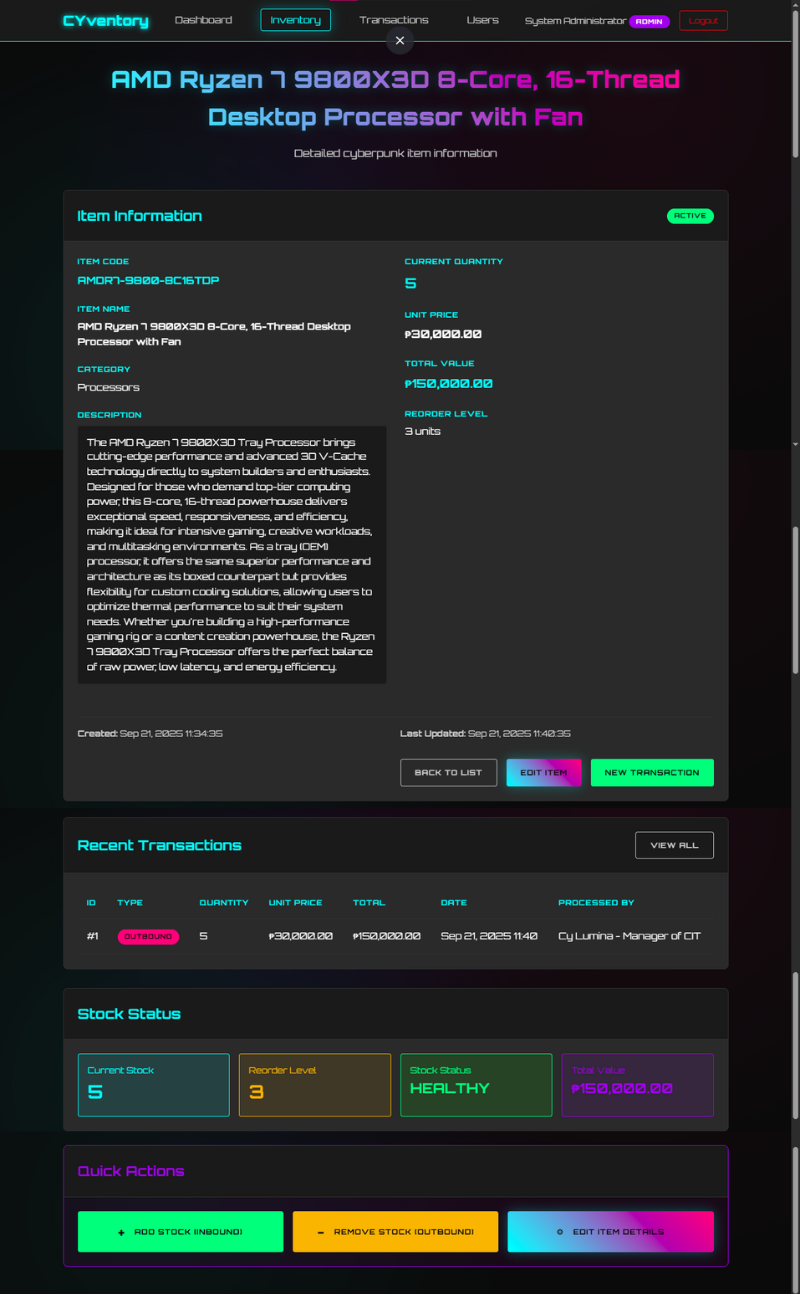 CYventory Dashboard Inventory Transactions Users System Administrator ADMIN Logout
AMD Ryzen 7 9800X3D 8-Core, 16-Thread
Desktop Processor with Fan
Detailed cyberpunk item information
Item Information ACTIVE
ITEM CODE
AMDR7-9800-8C16TDP
ITEM NAME
AMD Ryzen 7 9800X3D 8-Core, 16-Thread Desktop
Processor with Fan
CATEGORY
Processors
DESCRIPTION
The AMD Ryzen 7 9800X3D Tray Processor brings
cutting-edge performance and advanced 3D V-Cache
technology directly to system builders and enthusiasts.
Designed for those who demand top-tier computing
power, this 8-core, 16-thread powerhouse delivers
exceptional speed, responsiveness, and efficiency,
making it ideal for intensive gaming, creative workloads,
and multitasking environments. As a tray (OEM)
processor, it offers the same superior performance and
architecture as its boxed counterpart but provides
flexibility for custom cooling solutions, allowing users to
optimize thermal performance to suit their system
needs. Whether you're building a high-performance
gaming rig or a content creation powerhouse, the Ryzen
7 9800X3D Tray Processor offers the perfect balance
of raw power, low latency, and energy efficiency.
CURRENT QUANTITY
5
UNIT PRICE
₱30,000.00
TOTAL VALUE
₱150,000.00
REORDER LEVEL
3 units
Created: Sep 21, 2025 11:34:35 Last Updated: Sep 21, 2025 11:40:35
BACK TO LIST EDIT ITEM NEW TRANSACTION
Recent Transactions VIEW ALL
ID TYPE QUANTITY UNIT PRICE TOTAL DATE PROCESSED BY
#1 OUTBOUND 5 ₱30,000.00 ₱150,000.00 Sep 21, 2025 11:40 Cy Lumina - Manager of CIT
Stock Status
Current Stock Reorder Level Stock Status Total Value
5 3 HEALTHY ₱150,000.00
Quick Actions
+ ADD STOCK (INBOUND) − REMOVE STOCK (OUTBOUND) EDIT ITEM DETAILS